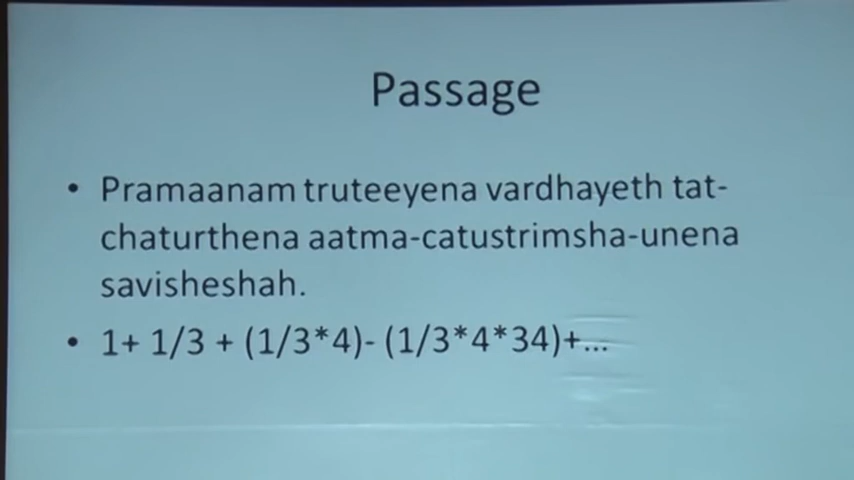 Passage
• Pramaanam truteeyena vardhayeth tat-
chaturthena aatma-catustrimsha-unena
savisheshah.
• 1+ 1/3 + (1/3*4)- (1/3*4*34)+...